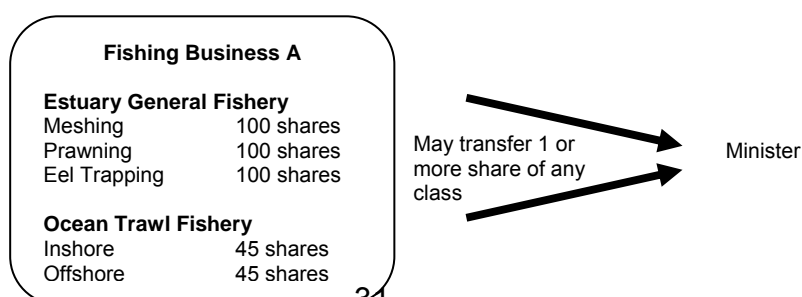 Fishing Business A
Estuary General Fishery
Meshing 100 shares
Prawning 100 shares
Eel Trapping 100 shares
Ocean Trawl Fishery
Inshore 45 shares
Offshore 45 shares
May transfer 1 or
more share of any
class
Minister
31